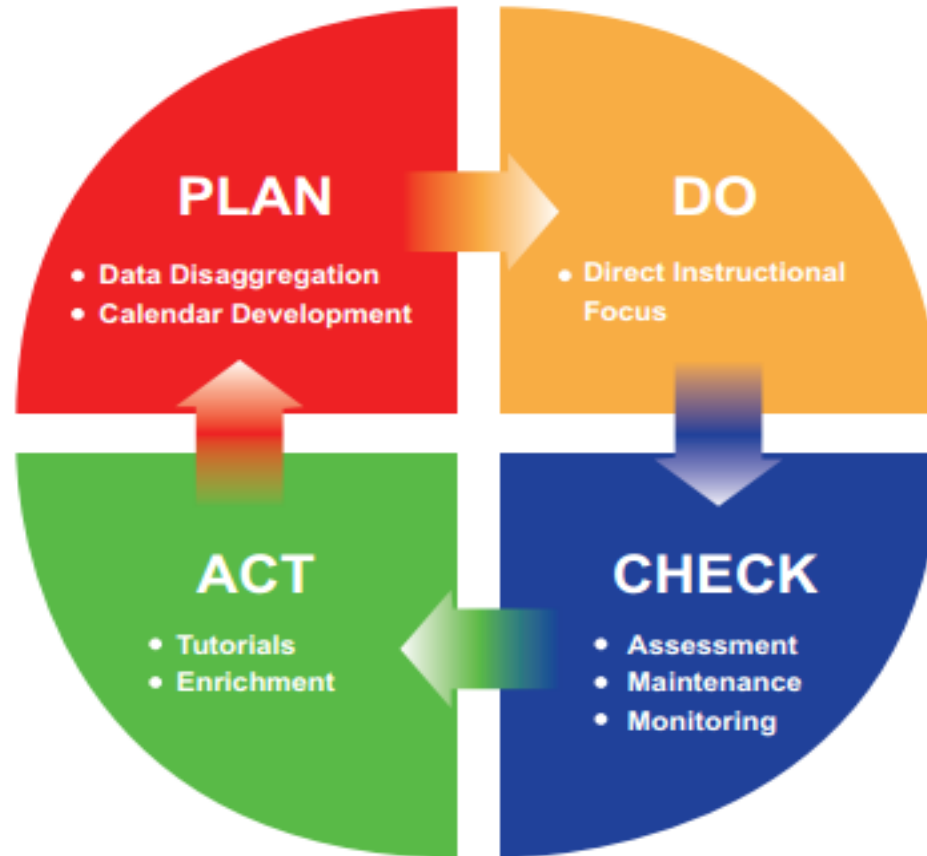 PLAN
• Data Disaggregation
• Calendar Development
DO
• Direct Instructional
Focus
CHECK
• Assessment
• Maintenance
• Monitoring
ACT
• Tutorials
• Enrichment